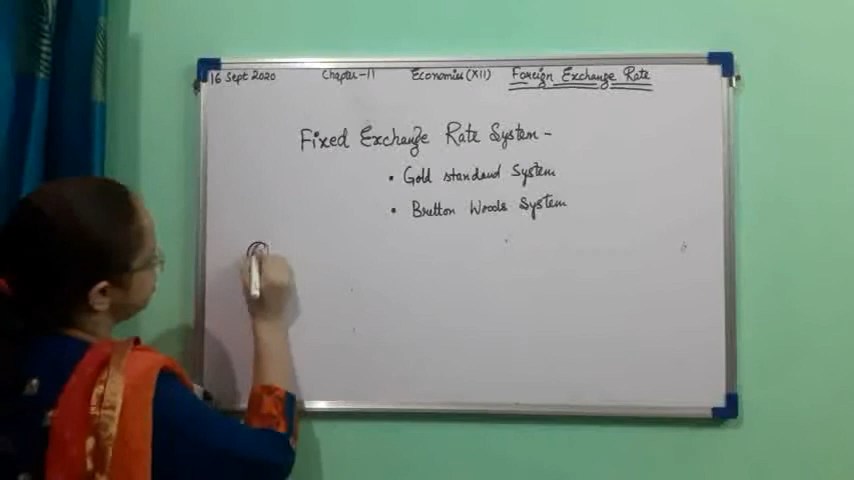 16 Sept 2020 Chapter-11 Economics (XII) Foreign Exchange Rate
Fixed Exchange Rate System -
• Gold standard System
• Bretton Woods System